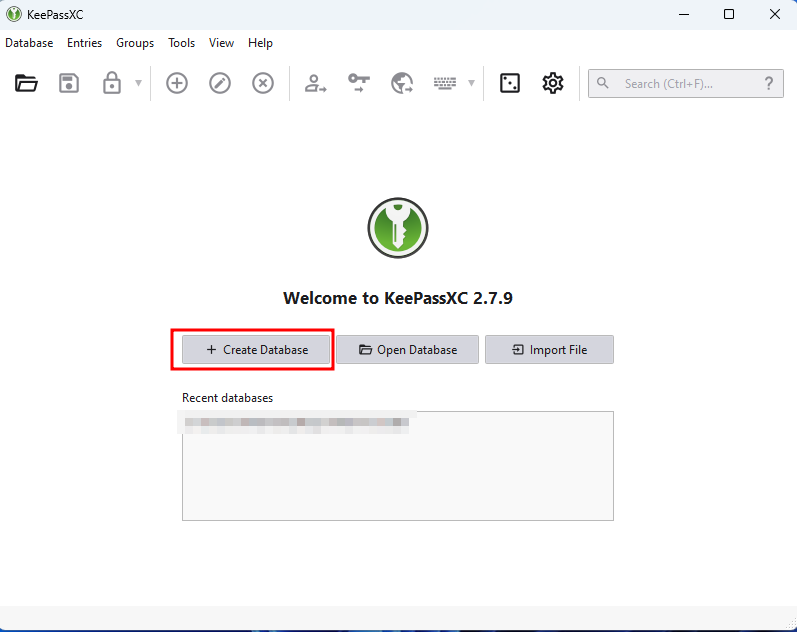 KeePassXC
Database Entries Groups Tools View Help
Search (Ctrl+F)... ?
Welcome to KeePassXC 2.7.9
+ Create Database Open Database Import File
Recent databases